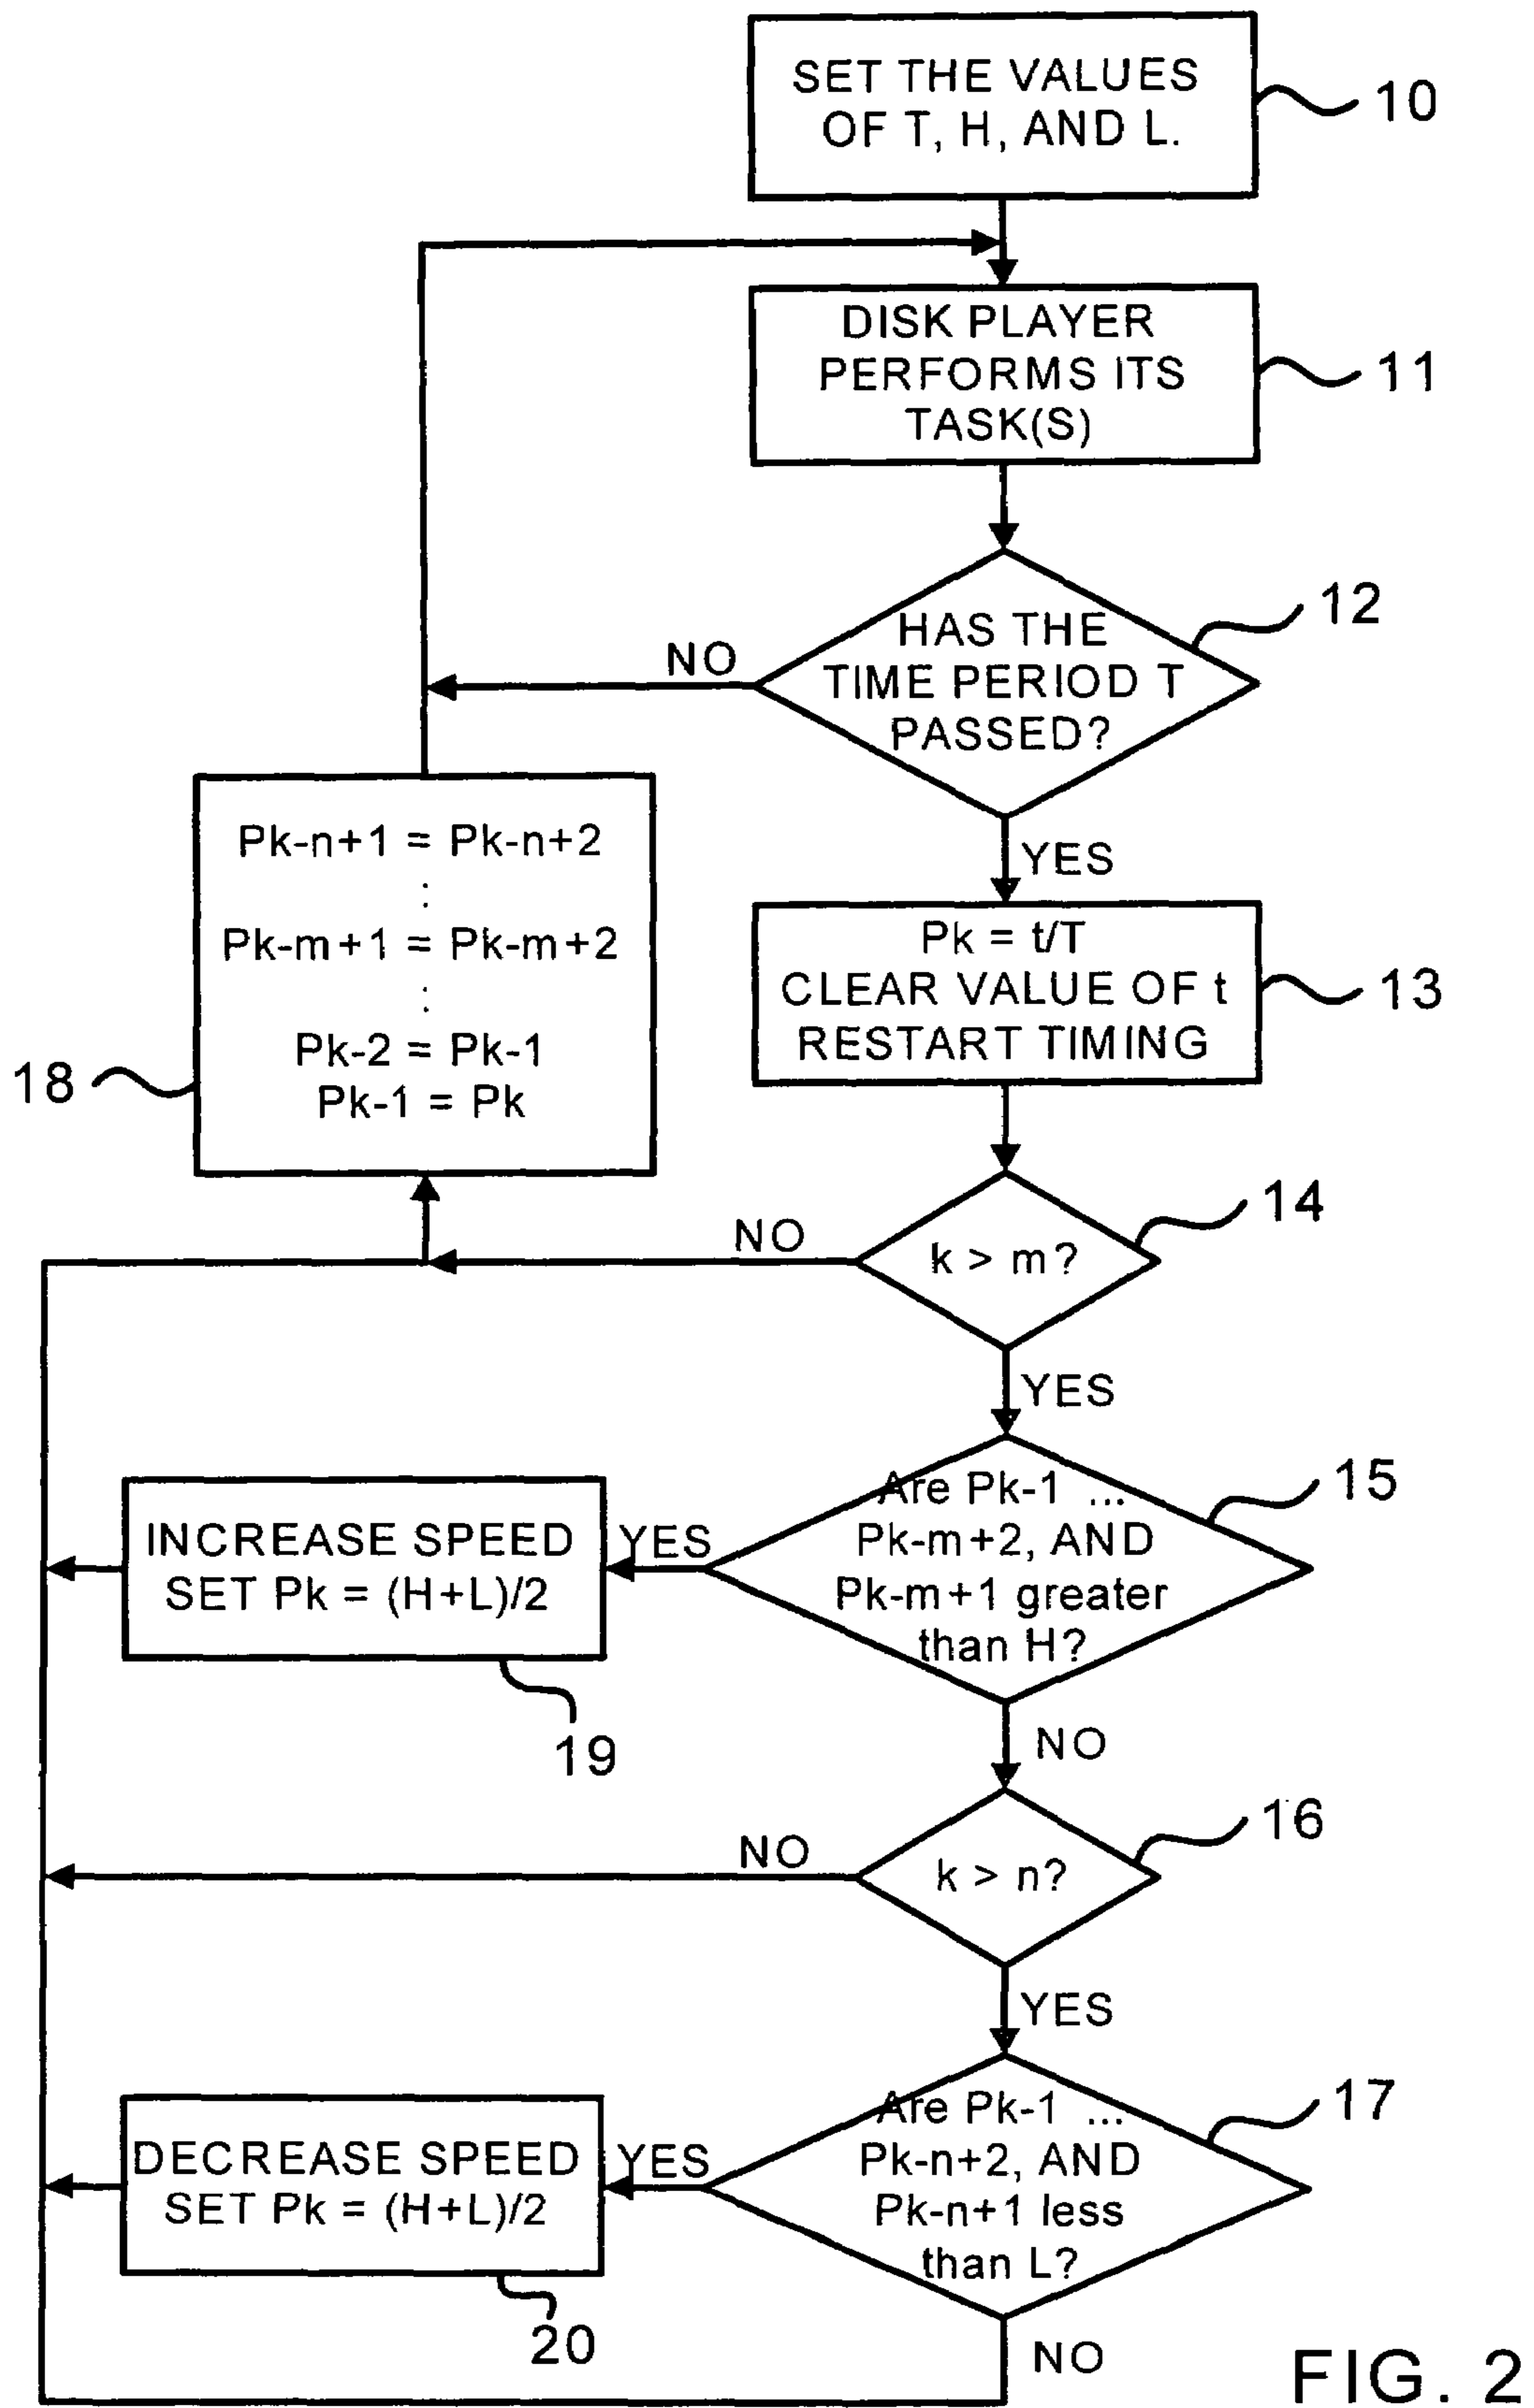 SET THE VALUES
OF T, H, AND L.
10
DISK PLAYER
PERFORMS ITS
TASK(S)
11
HAS THE
TIME PERIOD T
PASSED?
12
NO
YES
Pk-n+1 = Pk-n+2
:
Pk-m+1 = Pk-m+2
:
Pk-2 = Pk-1
Pk-1 = Pk
18
Pk = t/T
CLEAR VALUE OF t
RESTART TIMING
13
k > m?
14
NO
YES
Are Pk-1 ...
Pk-m+2, AND
Pk-m+1 greater
than H?
15
YES
INCREASE SPEED
SET Pk = (H+L)/2
19
NO
k > n?
16
NO
YES
Are Pk-1 ...
Pk-n+2, AND
Pk-n+1 less
than L?
17
YES
DECREASE SPEED
SET Pk = (H+L)/2
20
NO
FIG. 2